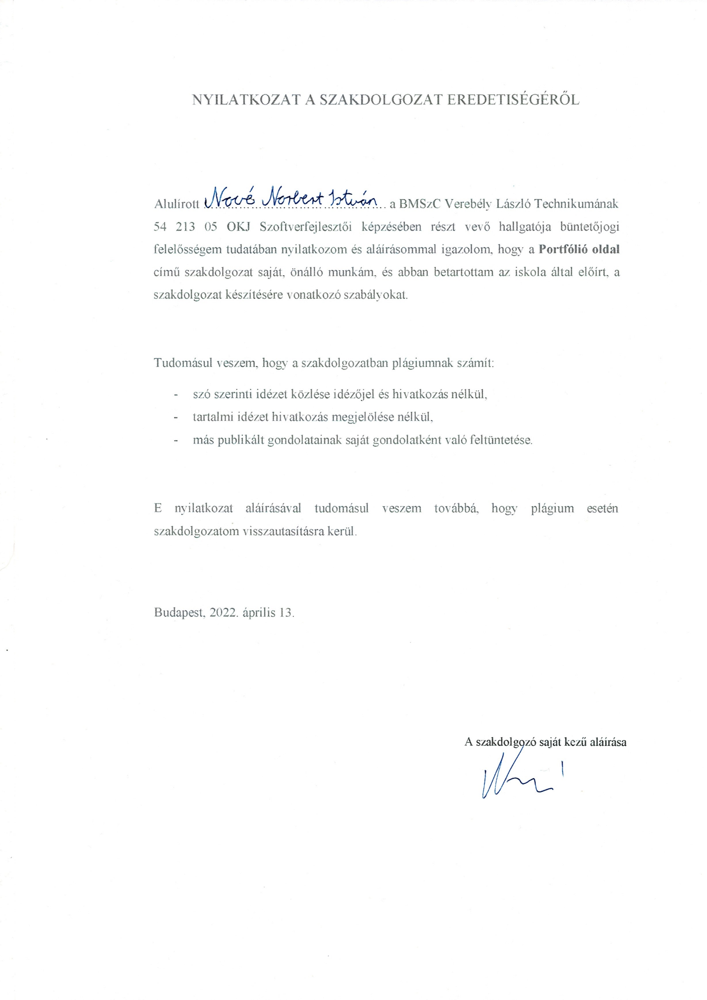 NYILATKOZAT A SZAKDOLGOZAT EREDETISÉGÉRŐL
Alulírott Nové Norbert István a BMSzC Verebély László Technikumának
54 213 05 OKJ Szoftverfejlesztői képzésében részt vevő hallgatója büntetőjogi
felelősségem tudatában nyilatkozom és aláírásommal igazolom, hogy a Portfólió oldal
című szakdolgozat saját, önálló munkám, és abban betartottam az iskola által előírt, a
szakdolgozat készítésére vonatkozó szabályokat.
Tudomásul veszem, hogy a szakdolgozatban plágiumnak számít:
- szó szerinti idézet közlése idézőjel és hivatkozás nélkül,
- tartalmi idézet hivatkozás megjelölése nélkül,
- más publikált gondolatainak saját gondolatként való feltüntetése.
E nyilatkozat aláírásával tudomásul veszem továbbá, hogy plágium esetén
szakdolgozatom visszautasításra kerül.
Budapest, 2022. április 13.
A szakdolgozó saját kezű aláírása